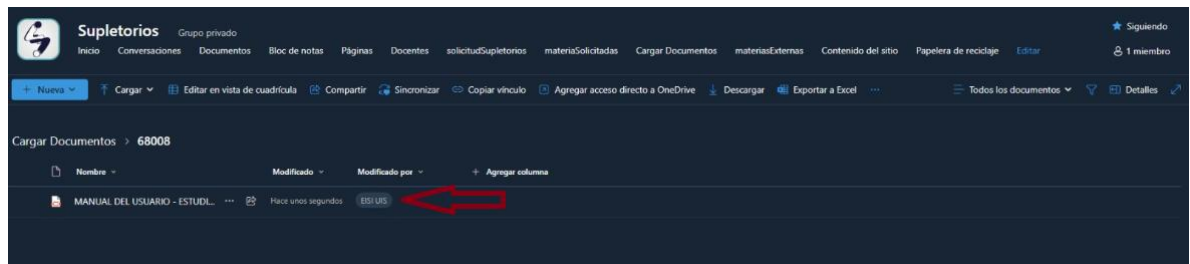 Supletorios Grupo privado
Siguiendo
Inicio Conversaciones Documentos Bloc de notas Páginas Docentes solicitudSupletorios materiaSolicitadas Cargar Documentos materiasExternas Contenido del sitio Papelera de reciclaje Editar
1 miembro
+ Nueva Cargar Editar en vista de cuadrícula Compartir Sincronizar Copiar vínculo Agregar acceso directo a OneDrive Descargar Exportar a Excel ... Todos los documentos Detalles
Cargar Documentos > 68008
Nombre Modificado Modificado por + Agregar columna
MANUAL DEL USUARIO - ESTUDI... ... Hace unos segundos EISI UIS